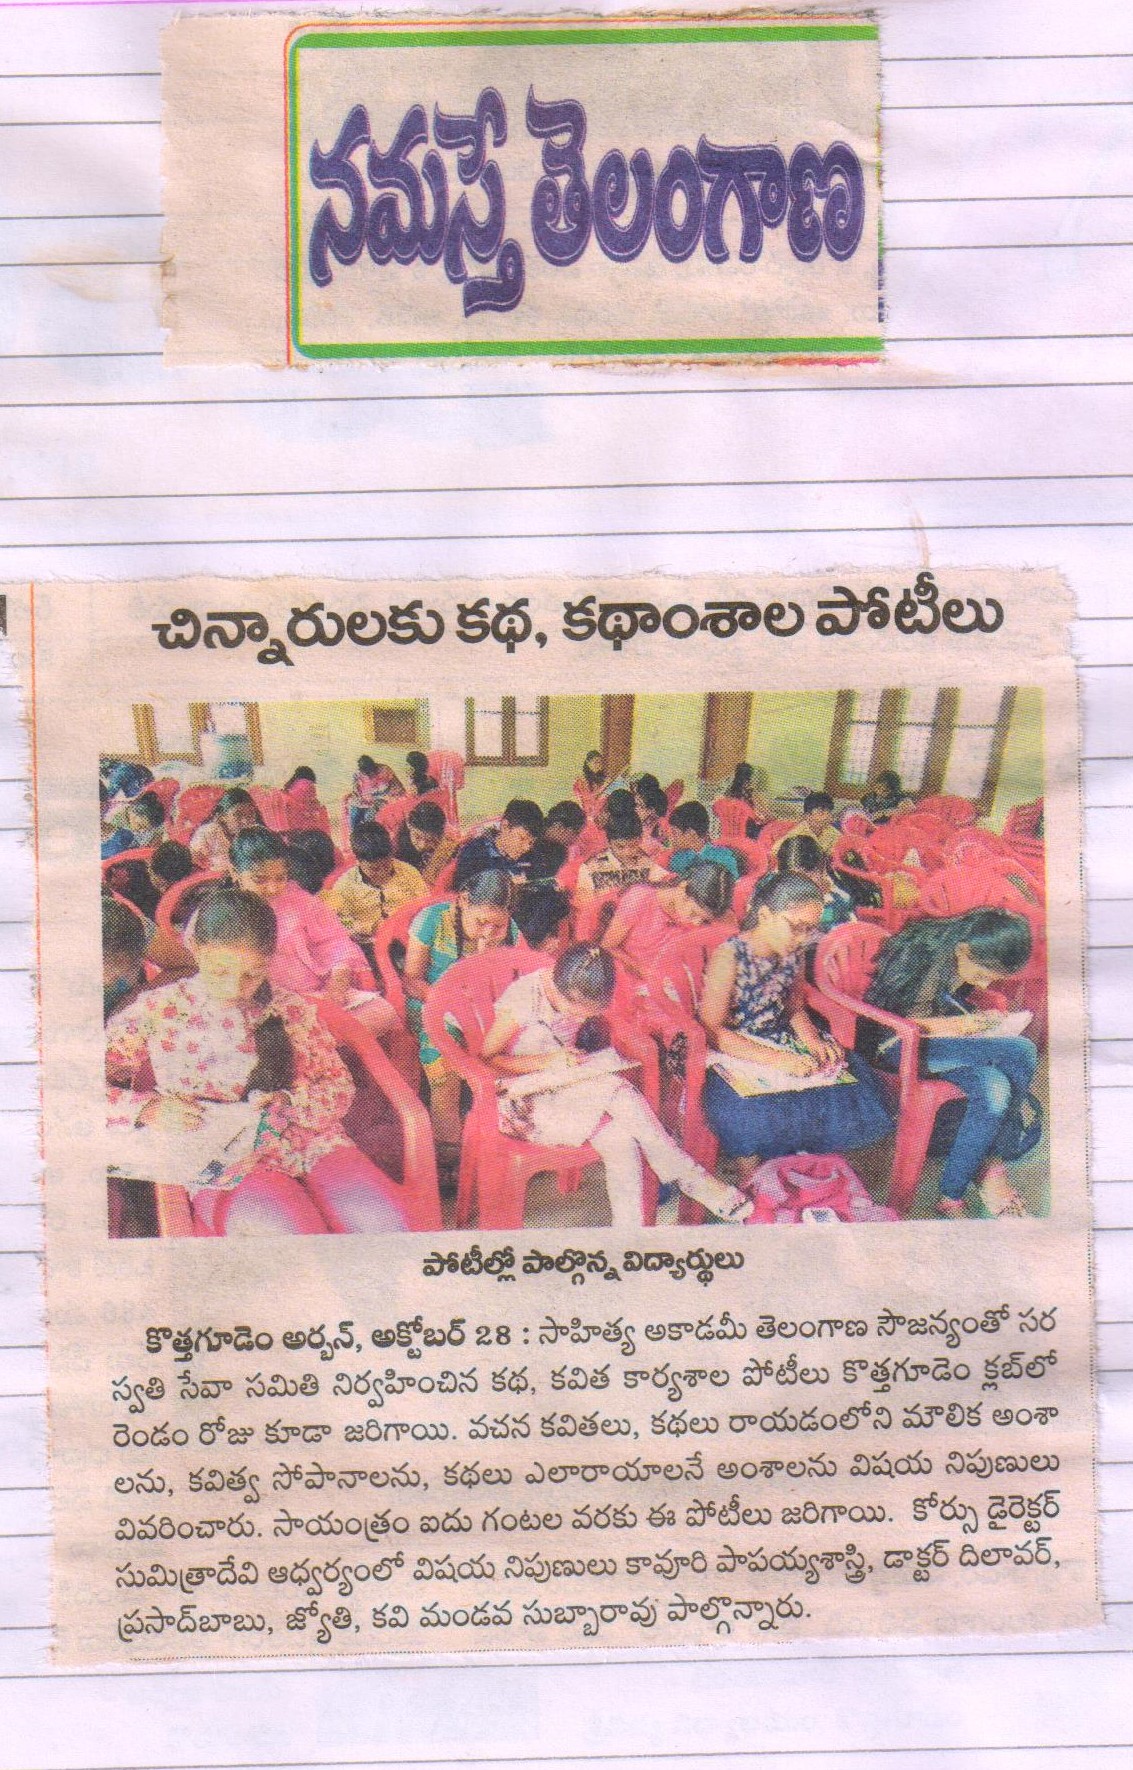 నమస్తే తెలంగాణ
చిన్నారులకు కథ, కథాంశాల పోటీలు
పోటీల్లో పాల్గొన్న విద్యార్థులు
కొత్తగూడెం అర్బన్, అక్టోబర్ 28 : సాహిత్య అకాడమీ తెలంగాణ సౌజన్యంతో సర
స్వతి సేవా సమితి నిర్వహించిన కథ, కవిత కార్యశాల పోటీలు కొత్తగూడెం క్లబ్‌లో
రెండం రోజు కూడా జరిగాయి. వచన కవితలు, కథలు రాయడంలోని మౌలిక అంశా
లను, కవిత్వ సోపానాలను, కథలు ఎలారాయాలనే అంశాలను విషయ నిపుణులు
వివరించారు. సాయంత్రం ఐదు గంటల వరకు ఈ పోటీలు జరిగాయి. కోర్సు డైరెక్టర్
సుమిత్రాదేవి ఆధ్వర్యంలో విషయ నిపుణులు కావూరి పాపయ్యశాస్త్రి, డాక్టర్ దిలావర్,
ప్రసాద్‌బాబు, జ్యోతి, కవి మండవ సుబ్బారావు పాల్గొన్నారు.